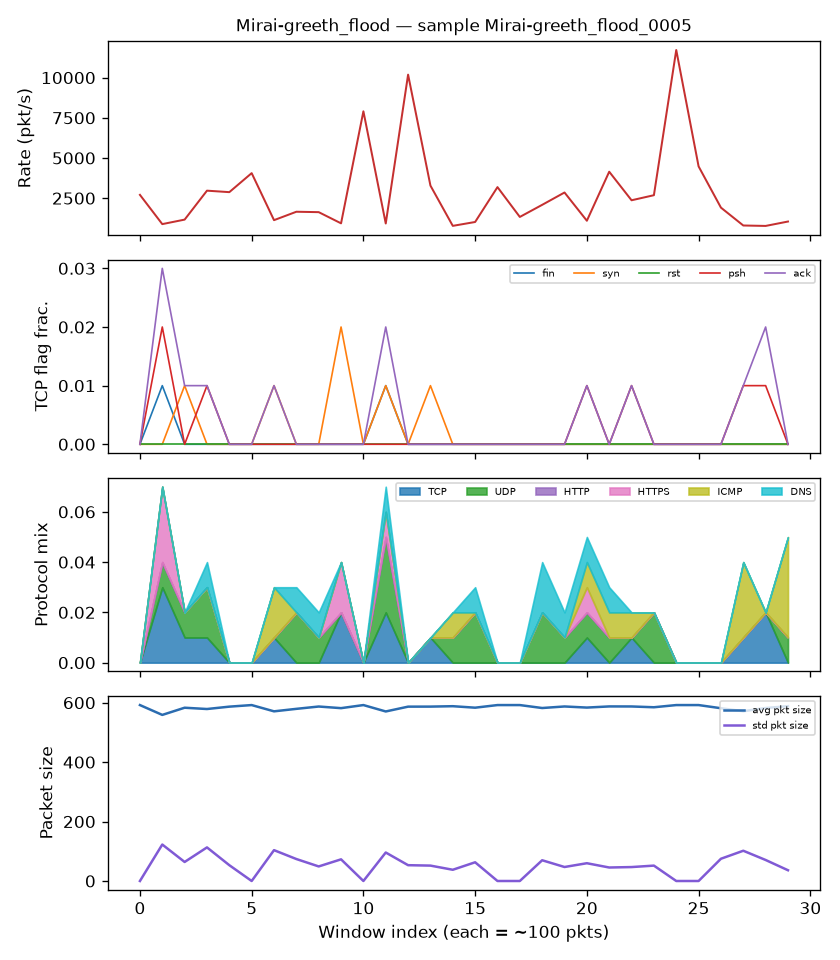 Mirai-greeth_flood — sample Mirai-greeth_flood_0005
10000
7500
5000
2500
Rate (pkt/s)
fin syn rst psh ack
0.03
0.02
0.01
0.00
TCP flag frac.
TCP UDP HTTP HTTPS ICMP DNS
0.06
0.04
0.02
0.00
Protocol mix
avg pkt size
std pkt size
600
400
200
0
Packet size
0 5 10 15 20 25 30
Window index (each = ~100 pkts)